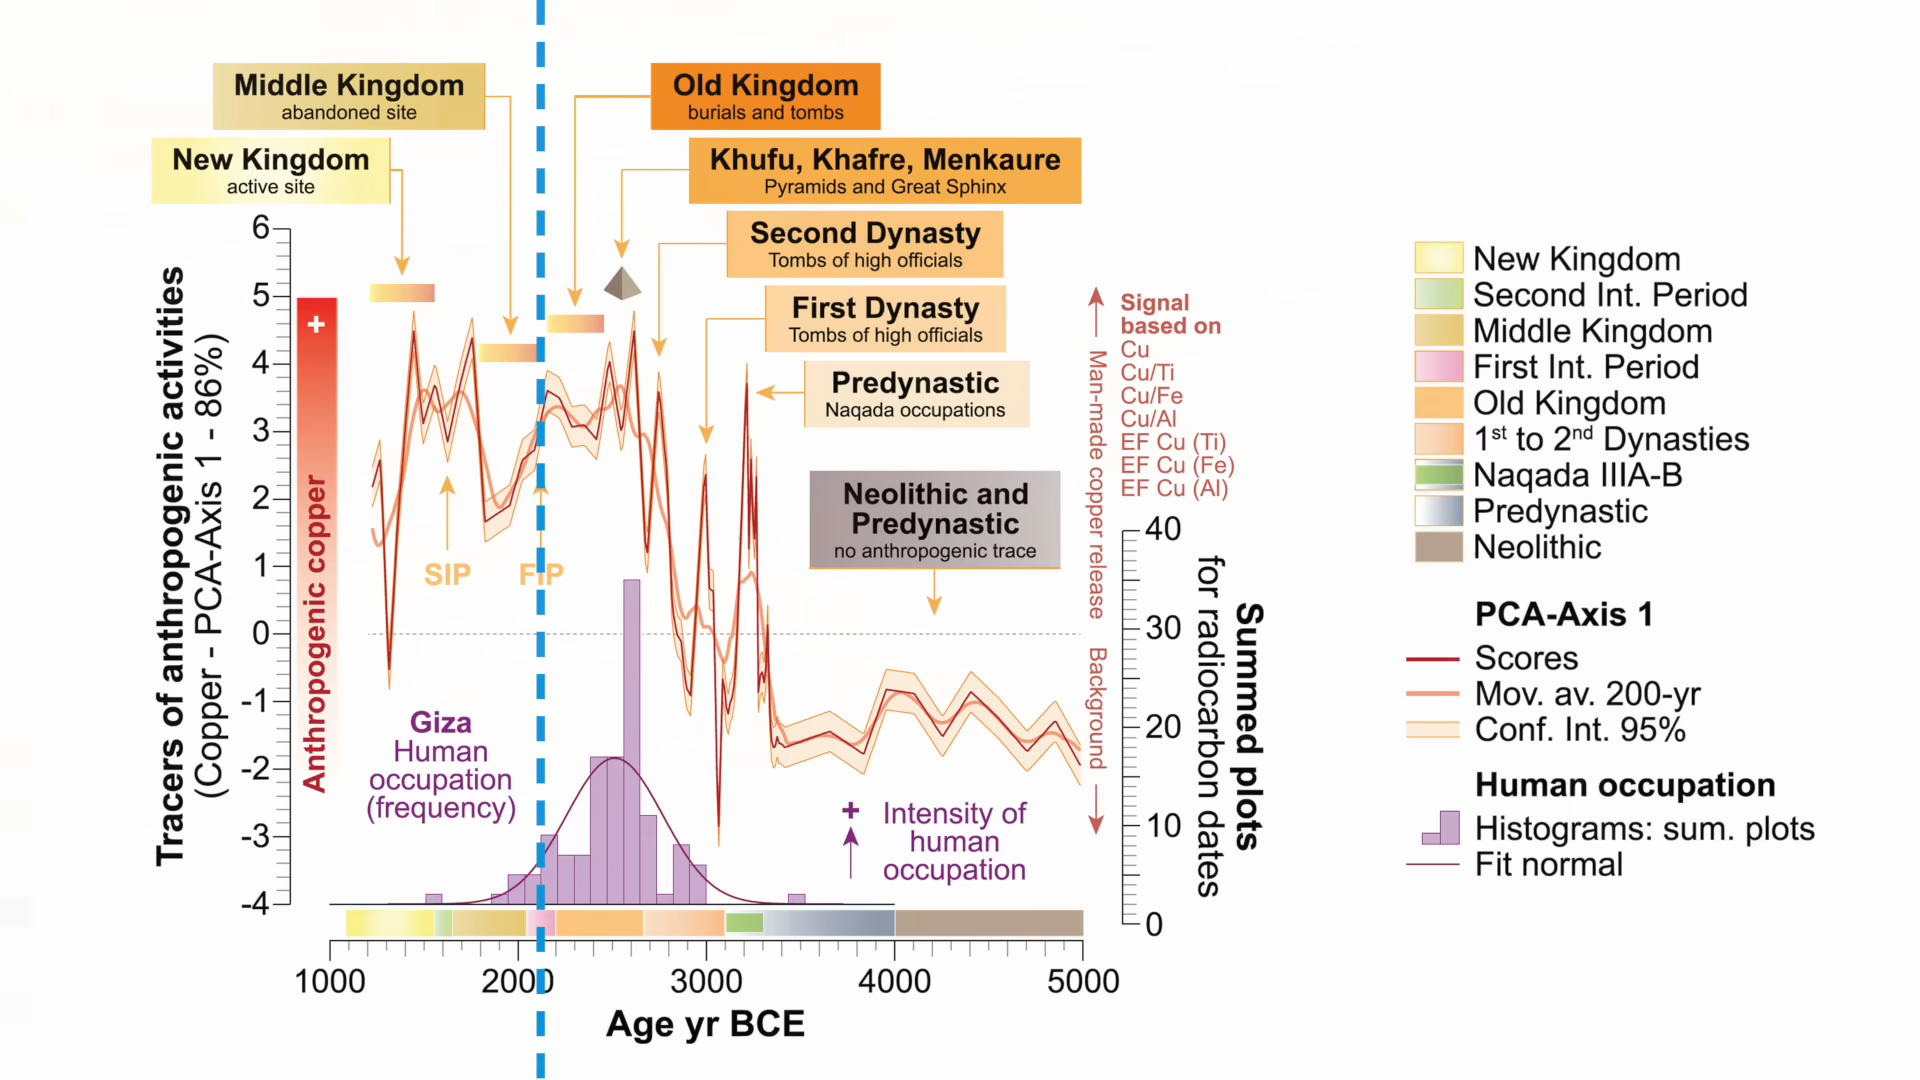 Middle Kingdom
abandoned site
Old Kingdom
burials and tombs
New Kingdom
active site
Khufu, Khafre, Menkaure
Pyramids and Great Sphinx
Second Dynasty
Tombs of high officials
First Dynasty
Tombs of high officials
Predynastic
Naqada occupations
Neolithic and
Predynastic
no anthropogenic trace
Tracers of anthropogenic activities
(Copper - PCA-Axis 1 - 86%)
6
5
4
3
2
1
0
-1
-2
-3
-4
+
Anthropogenic copper
SIP
FIP
Giza
Human
occupation
(frequency)
+
Intensity of
human
occupation
Signal
based on
Cu
Cu/Ti
Cu/Fe
Cu/Al
EF Cu (Ti)
EF Cu (Fe)
EF Cu (Al)
Man-made copper release
Background
40
30
20
10
0
Summed plots
for radiocarbon dates
1000
2000
3000
4000
5000
Age yr BCE
New Kingdom
Second Int. Period
Middle Kingdom
First Int. Period
Old Kingdom
1st to 2nd Dynasties
Naqada IIIA-B
Predynastic
Neolithic
PCA-Axis 1
Scores
Mov. av. 200-yr
Conf. Int. 95%
Human occupation
Histograms: sum. plots
Fit normal